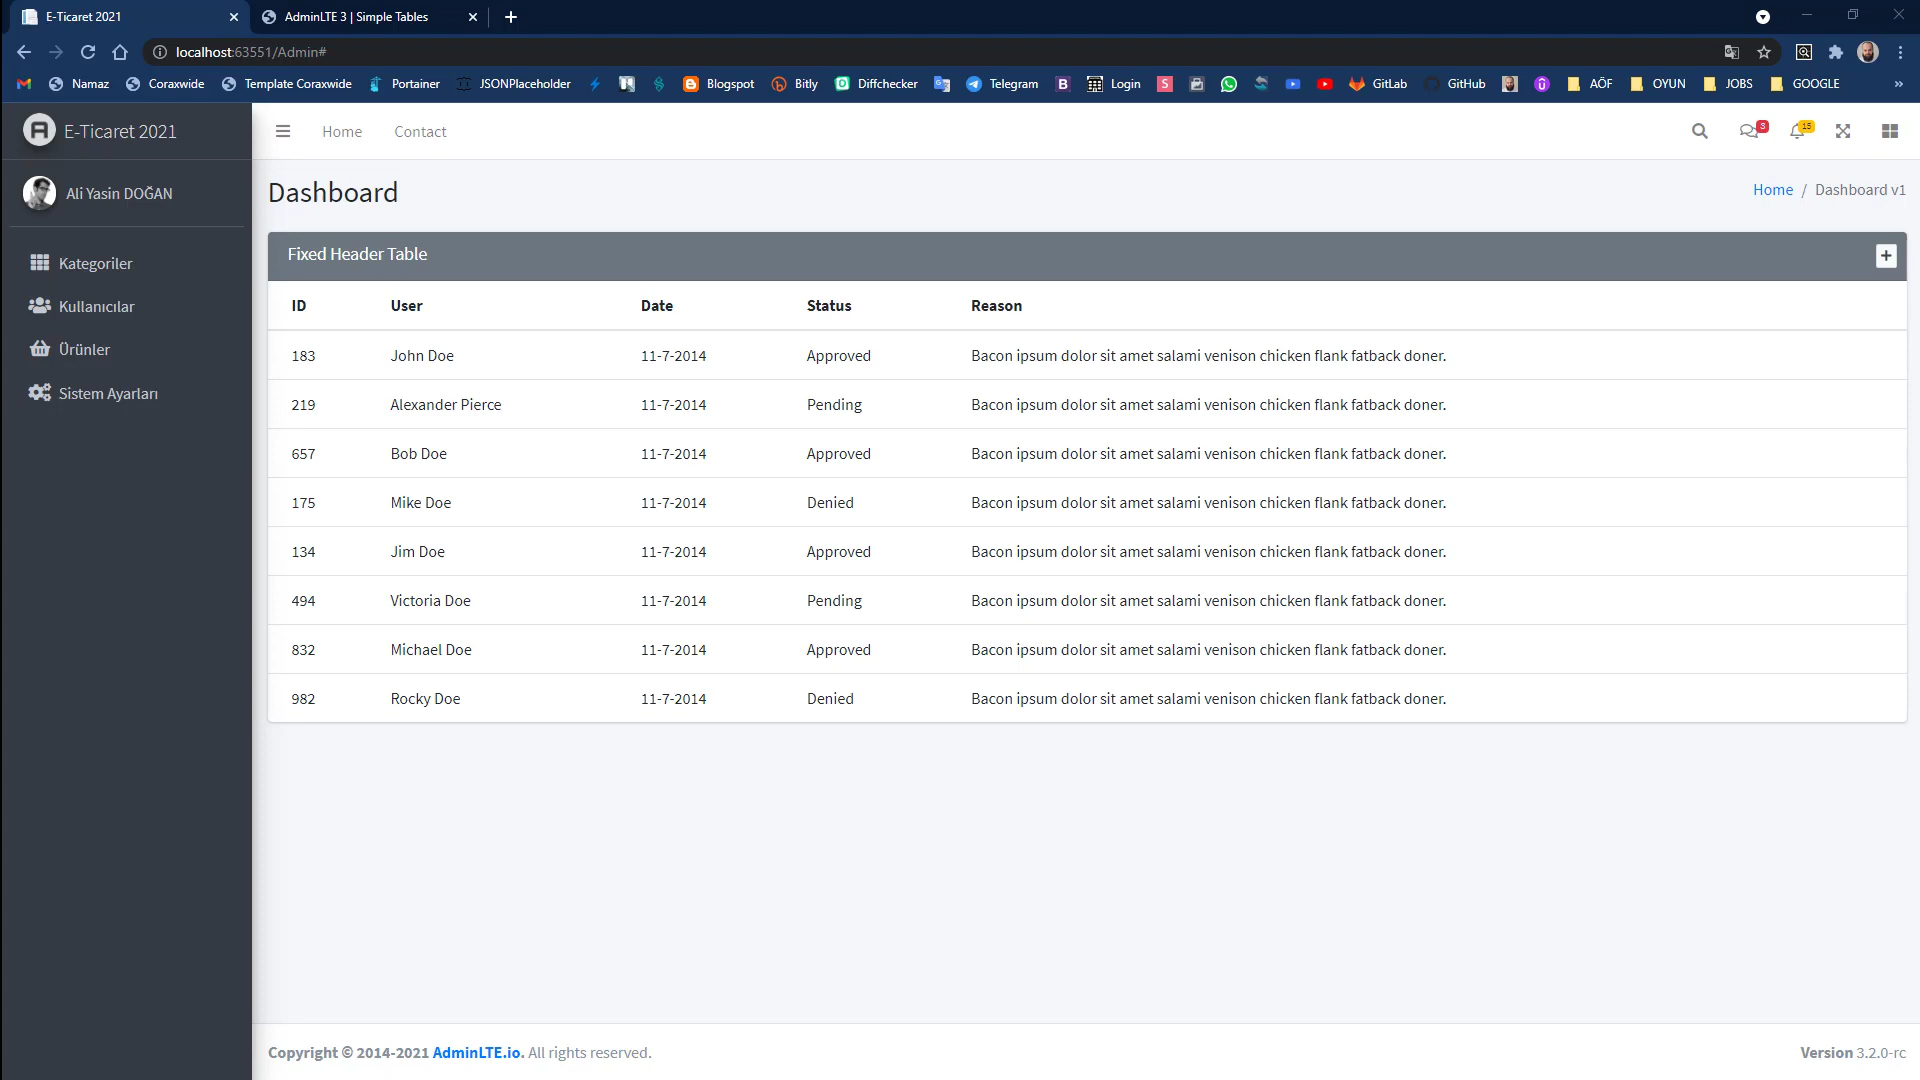 E-Ticaret 2021
AdminLTE 3 | Simple Tables
localhost:63551/Admin#
Namaz Coraxwide Template Coraxwide Portainer JSONPlaceholder Blogspot Bitly Diffchecker Telegram B Login S GitLab GitHub AÖF OYUN JOBS GOOGLE »
E-Ticaret 2021
Home Contact
3 15
Ali Yasin DOĞAN
Kategoriler
Kullanıcılar
Ürünler
Sistem Ayarları
Dashboard
Home / Dashboard v1
Fixed Header Table
ID User Date Status Reason
183 John Doe 11-7-2014 Approved Bacon ipsum dolor sit amet salami venison chicken flank fatback doner.
219 Alexander Pierce 11-7-2014 Pending Bacon ipsum dolor sit amet salami venison chicken flank fatback doner.
657 Bob Doe 11-7-2014 Approved Bacon ipsum dolor sit amet salami venison chicken flank fatback doner.
175 Mike Doe 11-7-2014 Denied Bacon ipsum dolor sit amet salami venison chicken flank fatback doner.
134 Jim Doe 11-7-2014 Approved Bacon ipsum dolor sit amet salami venison chicken flank fatback doner.
494 Victoria Doe 11-7-2014 Pending Bacon ipsum dolor sit amet salami venison chicken flank fatback doner.
832 Michael Doe 11-7-2014 Approved Bacon ipsum dolor sit amet salami venison chicken flank fatback doner.
982 Rocky Doe 11-7-2014 Denied Bacon ipsum dolor sit amet salami venison chicken flank fatback doner.
Copyright © 2014-2021 AdminLTE.io. All rights reserved.
Version 3.2.0-rc